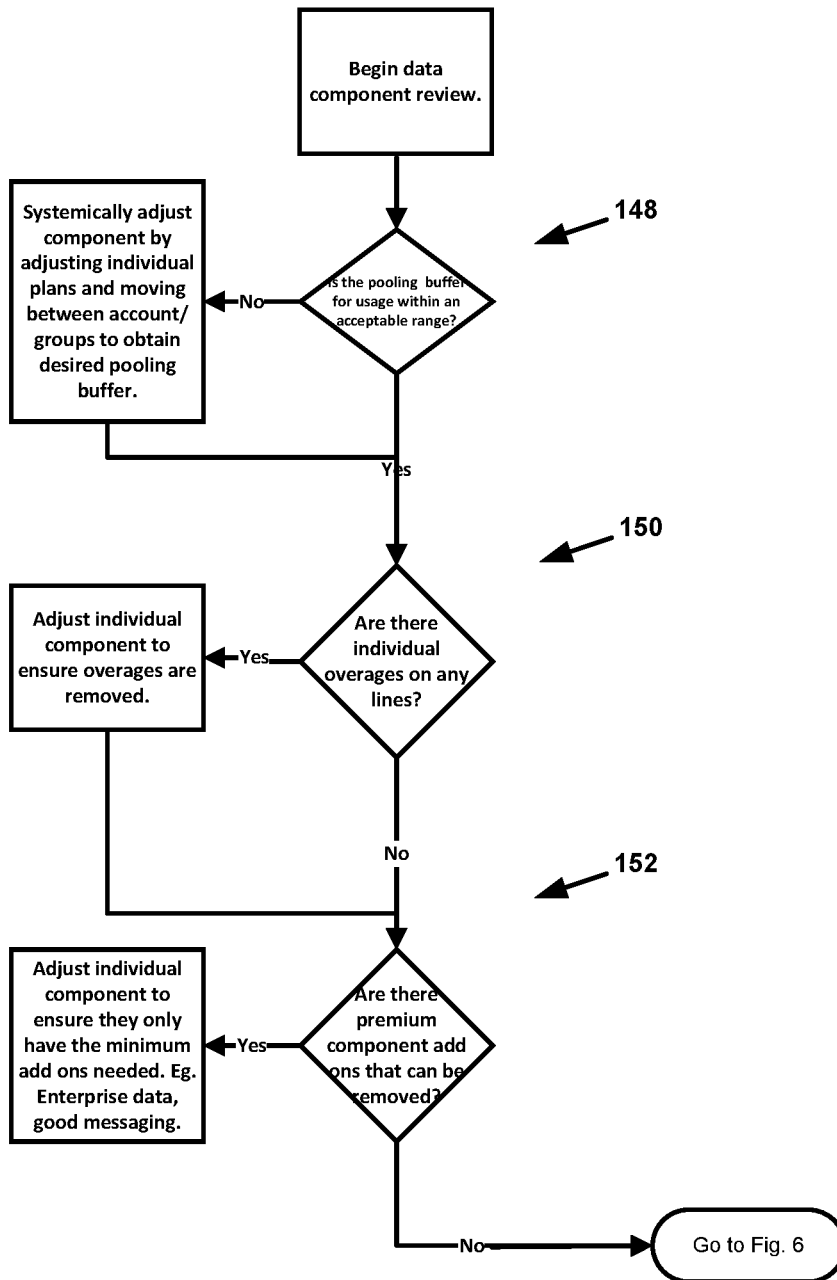 Begin data
component review.
148
Systemically adjust
component by
adjusting individual
plans and moving
between account/
groups to obtain
desired pooling
buffer.
No
Is the pooling buffer
for usage within an
acceptable range?
Yes
150
Adjust individual
component to
ensure overages are
removed.
Yes
Are there
individual
overages on any
lines?
No
152
Adjust individual
component to
ensure they only
have the minimum
add ons needed. Eg.
Enterprise data,
good messaging.
Yes
Are there
premium
component add
ons that can be
removed?
No
Go to Fig. 6